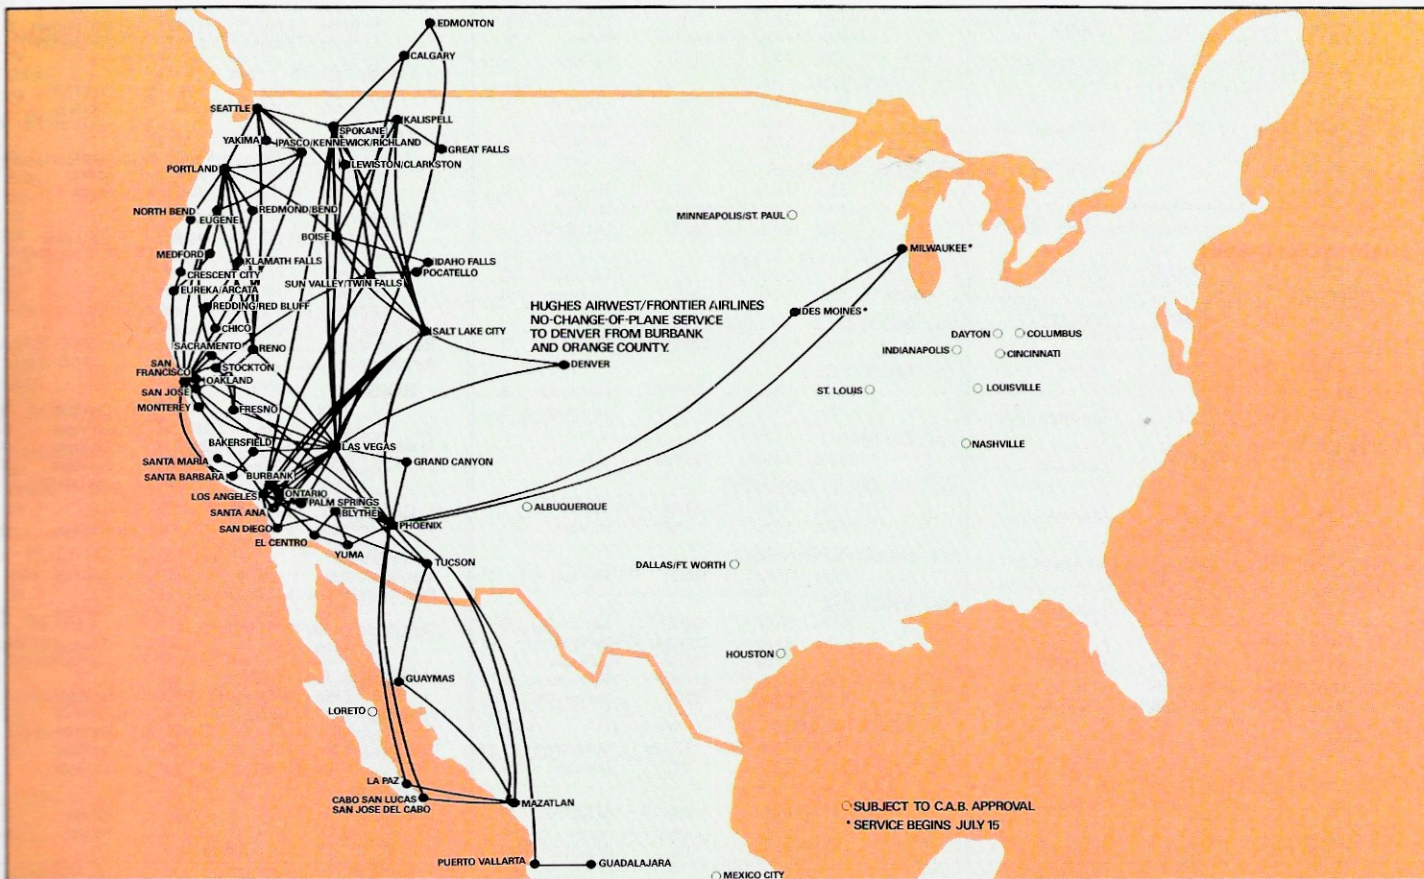 EDMONTON
CALGARY
SEATTLE
KALISPELL
SPOKANE
YAKIMA
PASCO/KENNEWICK/RICHLAND
GREAT FALLS
LEWISTON/CLARKSTON
PORTLAND
NORTH BEND
REDMOND/BEND
EUGENE
MINNEAPOLIS/ST. PAUL
BOISE
MILWAUKEE*
MEDFORD
KLAMATH FALLS
IDAHO FALLS
CRESCENT CITY
POCATELLO
SUN VALLEY/TWIN FALLS
EUREKA/ARCATA
REDDING/RED BLUFF
HUGHES AIRWEST/FRONTIER AIRLINES
NO-CHANGE-OF-PLANE SERVICE
TO DENVER FROM BURBANK
AND ORANGE COUNTY.
DES MOINES*
CHICO
SALT LAKE CITY
DAYTON
COLUMBUS
SACRAMENTO
RENO
INDIANAPOLIS
CINCINNATI
SAN
FRANCISCO
STOCKTON
DENVER
OAKLAND
SAN JOSE
ST. LOUIS
LOUISVILLE
MONTEREY
FRESNO
BAKERSFIELD
LAS VEGAS
NASHVILLE
SANTA MARIA
GRAND CANYON
SANTA BARBARA
BURBANK
LOS ANGELES
ONTARIO
PALM SPRINGS
SANTA ANA
BLYTHE
ALBUQUERQUE
SAN DIEGO
PHOENIX
EL CENTRO
YUMA
TUCSON
DALLAS/FT. WORTH
HOUSTON
GUAYMAS
LORETO
LA PAZ
CABO SAN LUCAS
SAN JOSE DEL CABO
MAZATLAN
SUBJECT TO C.A.B. APPROVAL
* SERVICE BEGINS JULY 15
PUERTO VALLARTA
GUADALAJARA
MEXICO CITY